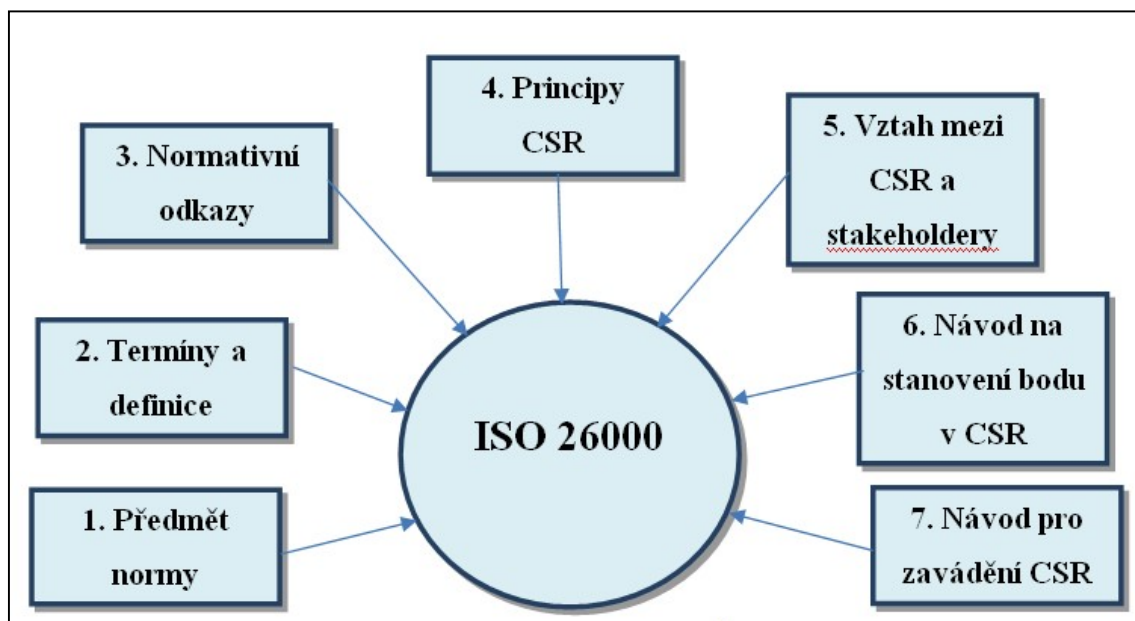 4. Principy
CSR
3. Normativní
odkazy
5. Vztah mezi
CSR a
stakeholdery
2. Termíny a
definice
6. Návod na
stanovení bodu
v CSR
ISO 26000
1. Předmět
normy
7. Návod pro
zavádění CSR